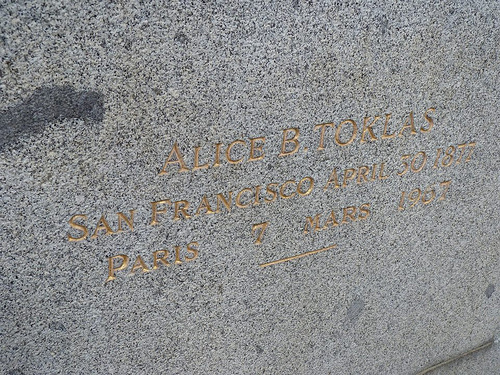 ALICE B TOKLAS
SAN FRANCISCO APRIL 30 1877
PARIS 7 MARS 1967